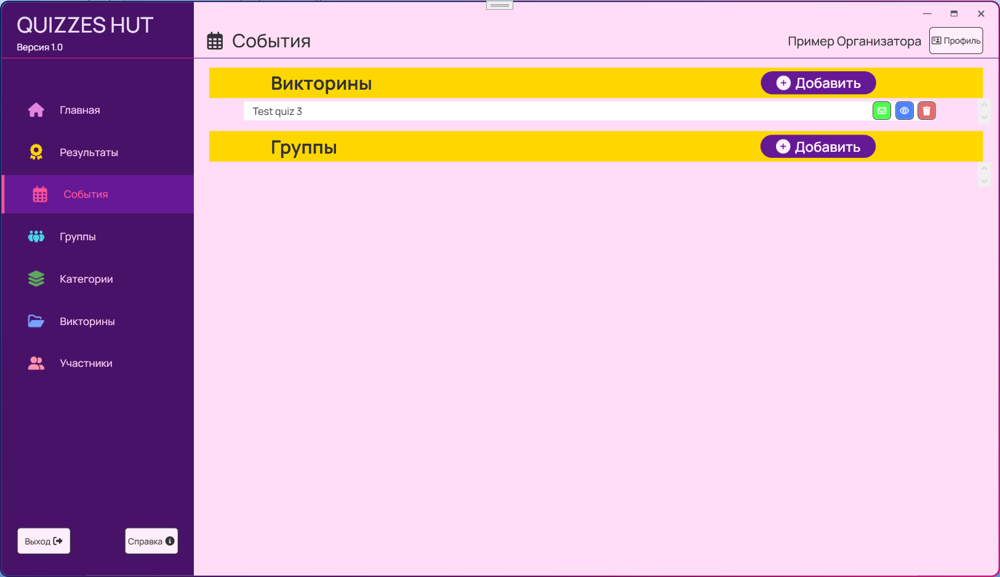 QUIZZES HUT
Версия 1.0
События
Пример Организатора
Профиль
Главная
Результаты
События
Группы
Категории
Викторины
Участники
Выход
Справка
Викторины
Добавить
Test quiz 3
Группы
Добавить